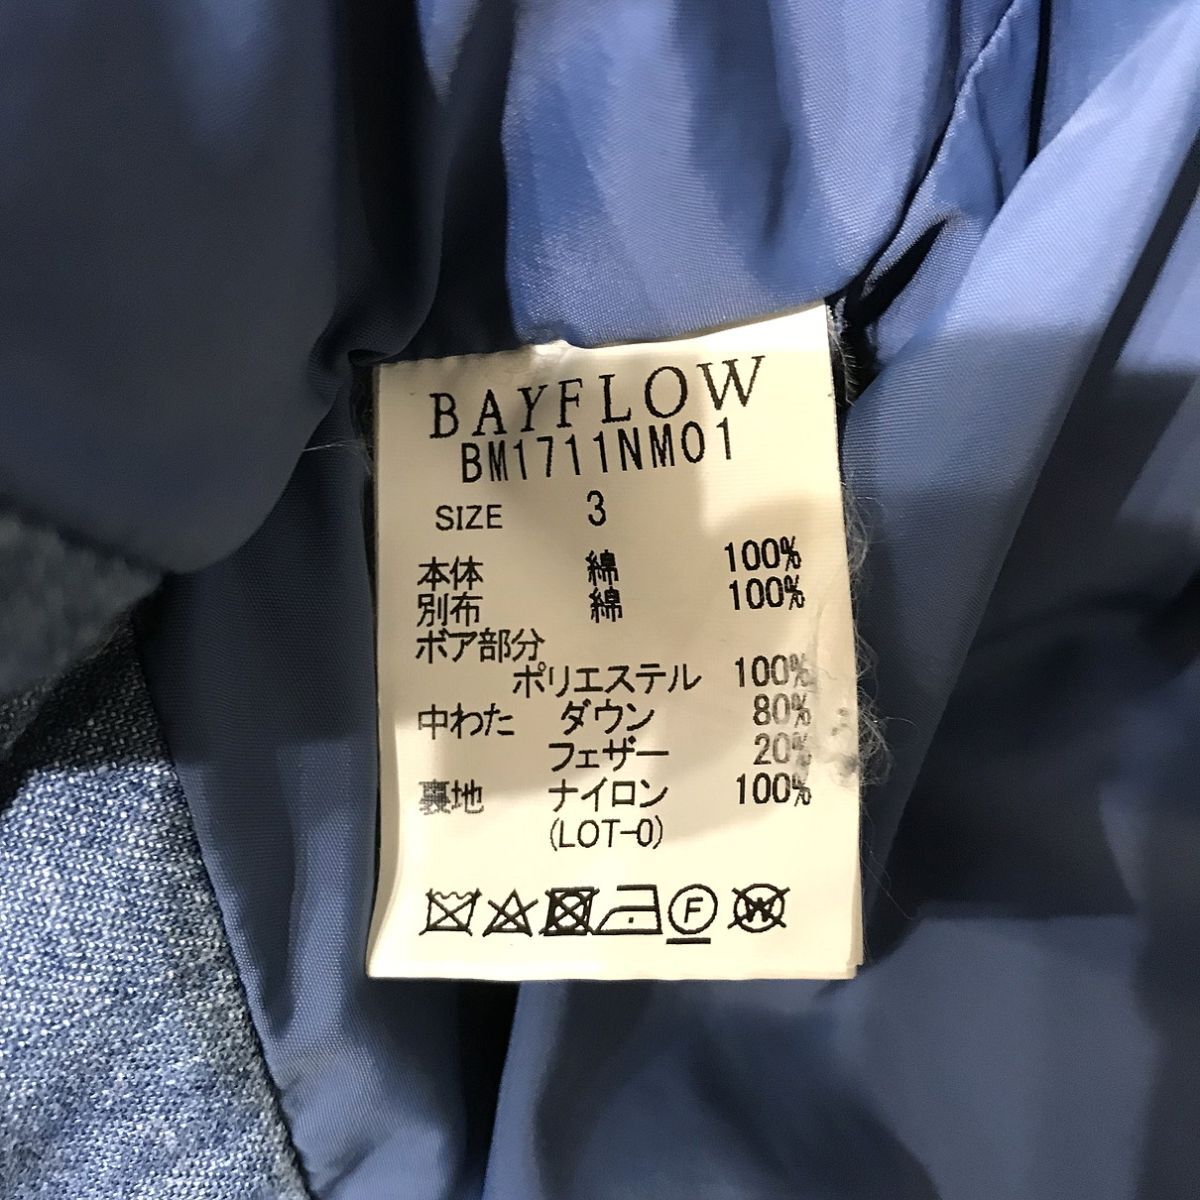 BAYFLOW
BM1711NM01
SIZE 3
本体 綿 100%
別布 綿 100%
ボア部分
ポリエステル 100%
中わた ダウン 80%
フェザー 20%
裏地 ナイロン 100%
(LOT-0)
F W